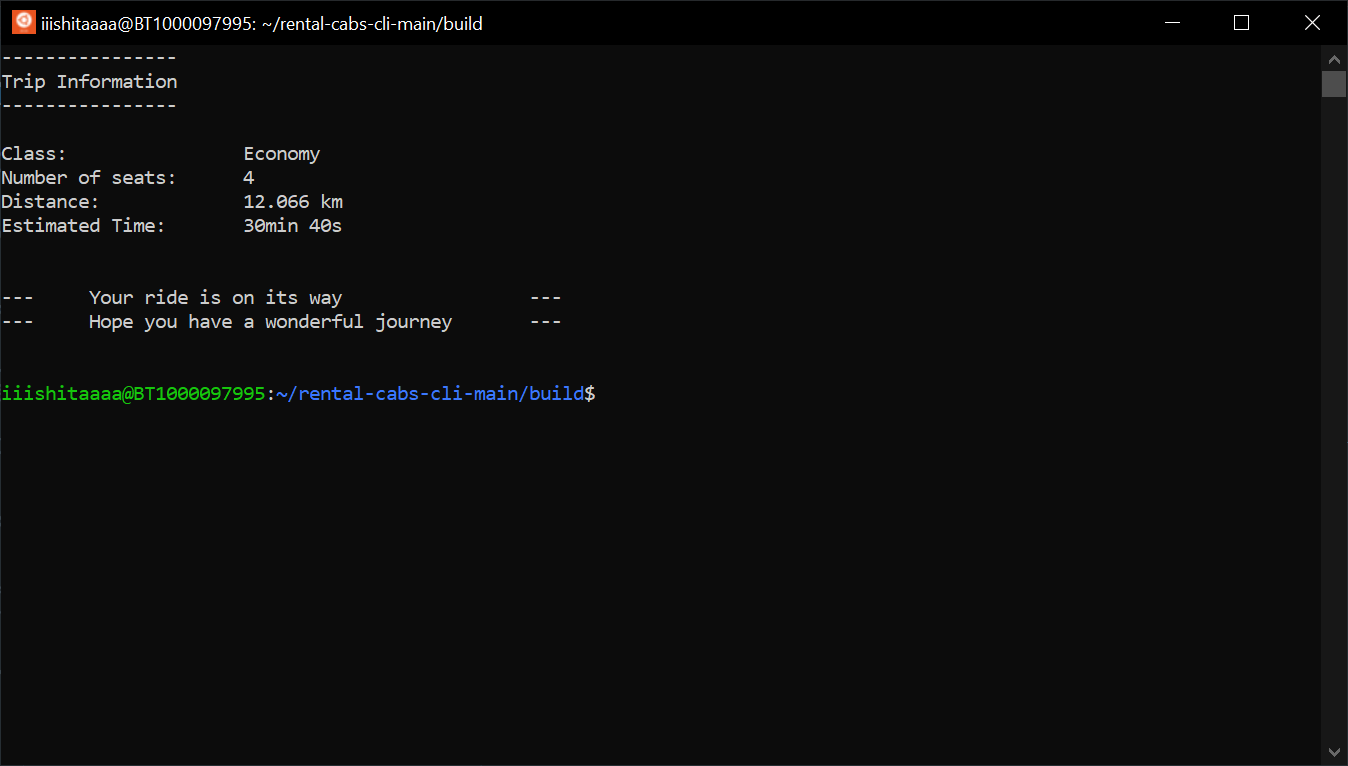 iiishitaaaa@BT1000097995: ~/rental-cabs-cli-main/build
----------------
Trip Information
----------------
Class: Economy
Number of seats: 4
Distance: 12.066 km
Estimated Time: 30min 40s
--- Your ride is on its way ---
--- Hope you have a wonderful journey ---
iiishitaaaa@BT1000097995:~/rental-cabs-cli-main/build$